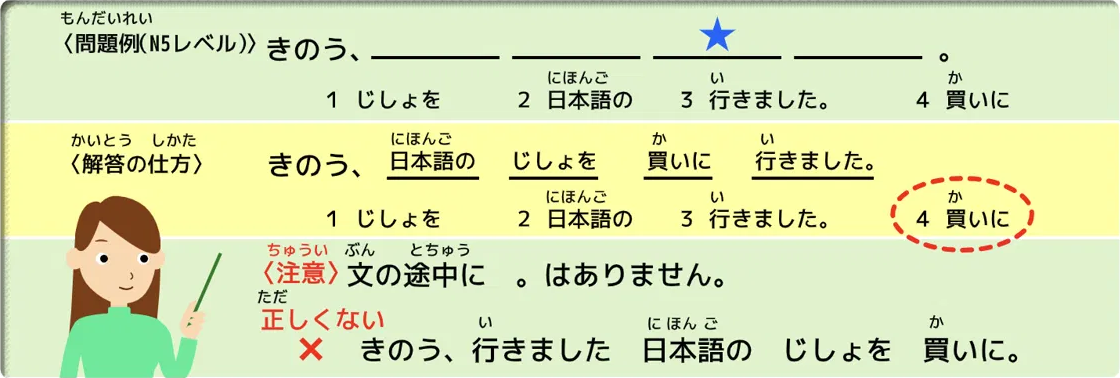 もんだいれい
〈問題例(N5レベル)〉 きのう、 ★ 。
にほんご い か
1 じしょを 2 日本語の 3 行きました。 4 買いに
かいとう しかた にほんご か い
〈解答の仕方〉 きのう、 日本語の じしょを 買いに 行きました。
にほんご い か
1 じしょを 2 日本語の 3 行きました。 4 買いに
ちゅうい ぶん とちゅう
〈注意〉 文の途中に 。はありません。
ただ
正しくない
い にほんご か
× きのう、行きました 日本語の じしょを 買いに。